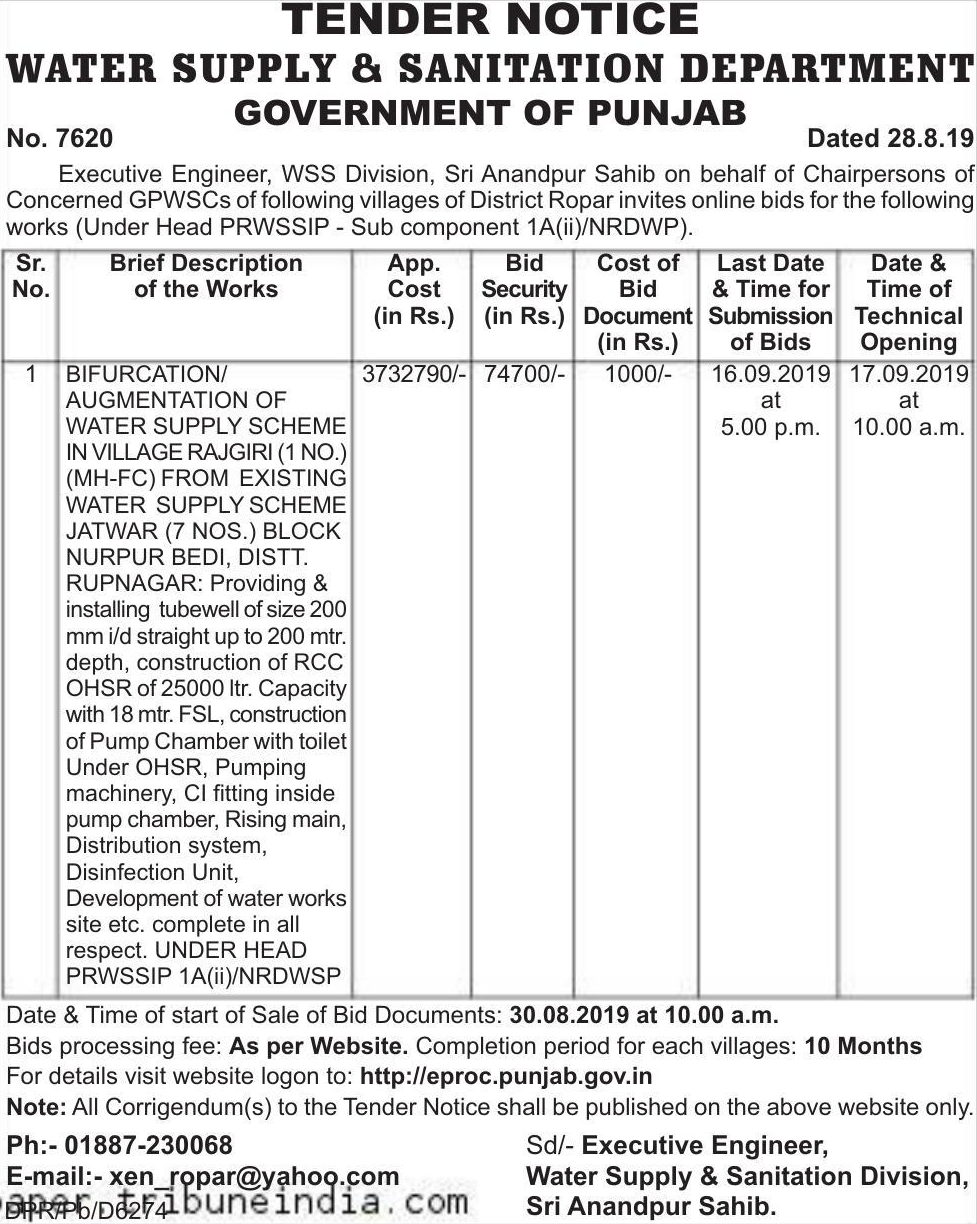 TENDER NOTICE
WATER SUPPLY & SANITATION DEPARTMENT
GOVERNMENT OF PUNJAB
No. 7620 Dated 28.8.19
Executive Engineer, WSS Division, Sri Anandpur Sahib on behalf of Chairpersons of
Concerned GPWSCs of following villages of District Ropar invites online bids for the following
works (Under Head PRWSSIP - Sub component 1A(ii)/NRDWP).
Sr. No.
Brief Description of the Works
App. Cost (in Rs.)
Bid Security (in Rs.)
Cost of Bid Document (in Rs.)
Last Date & Time for Submission of Bids
Date & Time of Technical Opening
1
BIFURCATION/
AUGMENTATION OF
WATER SUPPLY SCHEME
IN VILLAGE RAJGIRI (1 NO.)
(MH-FC) FROM EXISTING
WATER SUPPLY SCHEME
JATWAR (7 NOS.) BLOCK
NURPUR BEDI, DISTT.
RUPNAGAR: Providing &
installing tubewell of size 200
mm i/d straight up to 200 mtr.
depth, construction of RCC
OHSR of 25000 ltr. Capacity
with 18 mtr. FSL, construction
of Pump Chamber with toilet
Under OHSR, Pumping
machinery, CI fitting inside
pump chamber, Rising main,
Distribution system,
Disinfection Unit,
Development of water works
site etc. complete in all
respect. UNDER HEAD
PRWSSIP 1A(ii)/NRDWSP
3732790/-
74700/-
1000/-
16.09.2019
at
5.00 p.m.
17.09.2019
at
10.00 a.m.
Date & Time of start of Sale of Bid Documents: 30.08.2019 at 10.00 a.m.
Bids processing fee: As per Website. Completion period for each villages: 10 Months
For details visit website logon to: http://eproc.punjab.gov.in
Note: All Corrigendum(s) to the Tender Notice shall be published on the above website only.
Ph:- 01887-230068
E-mail:- xen_ropar@yahoo.com
DPR/Pb/D6274
Sd/- Executive Engineer,
Water Supply & Sanitation Division,
Sri Anandpur Sahib.
paper.tribuneindia.com